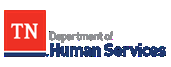 TN
Department of
Human Services